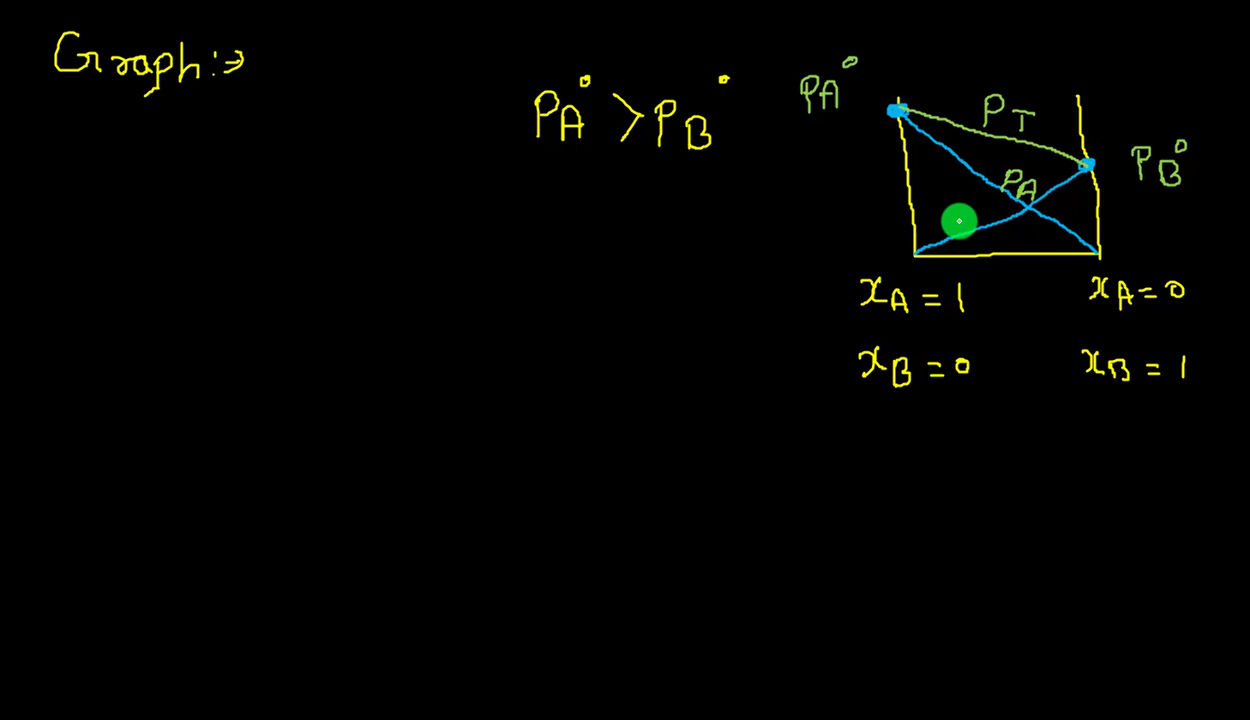 Graph:⇒
PA° > PB°
PA°
PT
PB°
PA
xA = 1
xA = 0
xB = 0
xB = 1